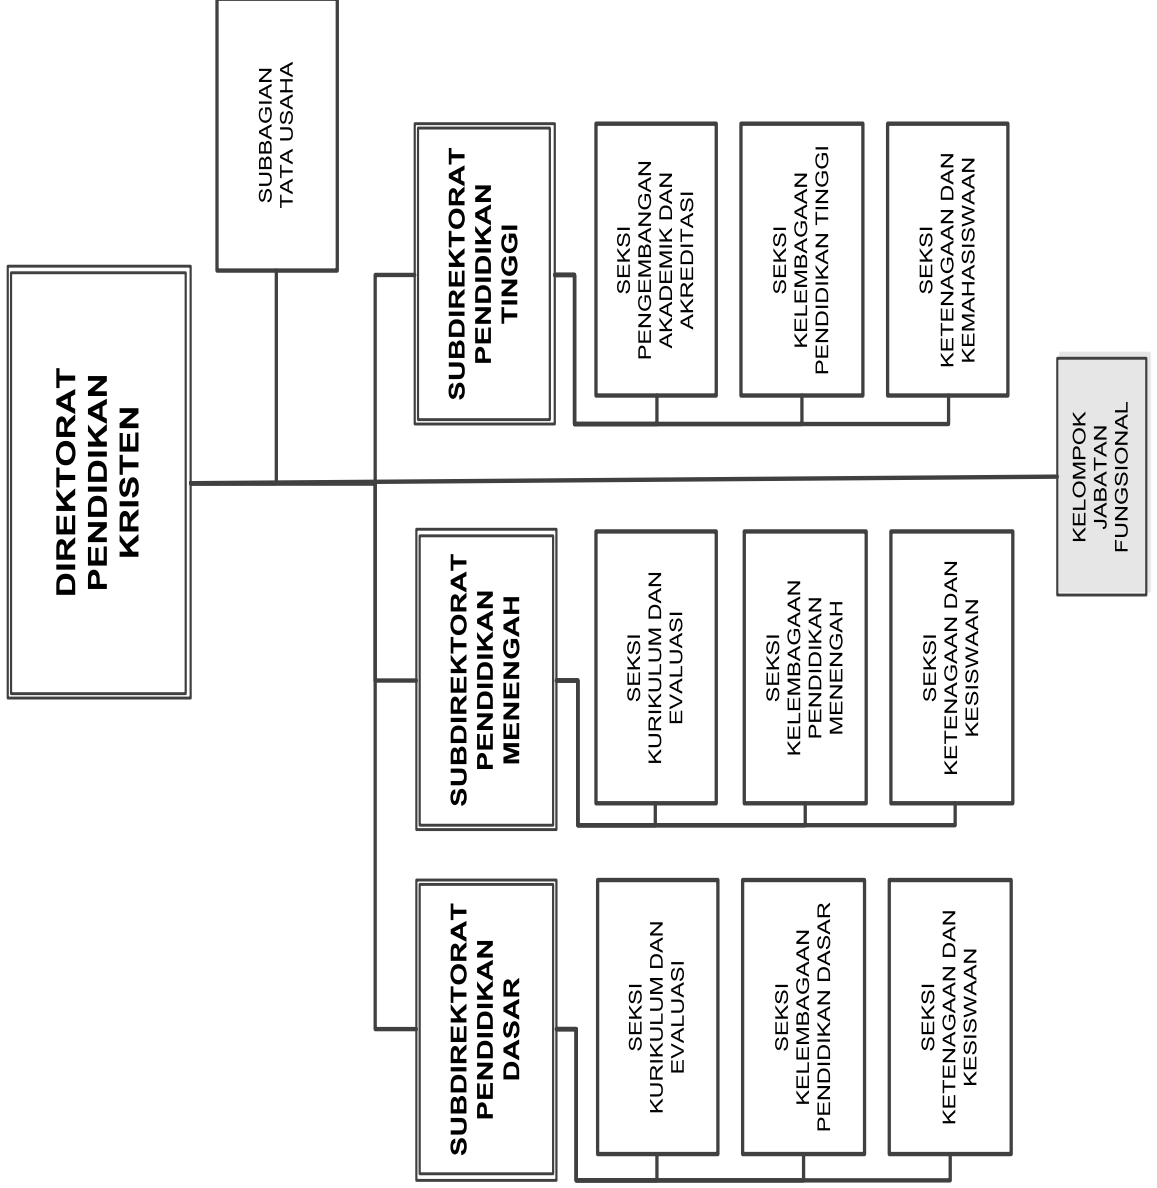 DIREKTORAT
PENDIDIKAN
KRISTEN
SUBBAGIAN
TATA USAHA
SUBDIREKTORAT
PENDIDIKAN
DASAR
SUBDIREKTORAT
PENDIDIKAN
MENENGAH
SUBDIREKTORAT
PENDIDIKAN
TINGGI
SEKSI
KURIKULUM DAN
EVALUASI
SEKSI
KURIKULUM DAN
EVALUASI
SEKSI
PENGEMBANGAN
AKADEMIK DAN
AKREDITASI
SEKSI
KELEMBAGAAN
PENDIDIKAN DASAR
SEKSI
KELEMBAGAAN
PENDIDIKAN
MENENGAH
SEKSI
KELEMBAGAAN
PENDIDIKAN TINGGI
SEKSI
KETENAGAAN DAN
KESISWAAN
SEKSI
KETENAGAAN DAN
KESISWAAN
SEKSI
KETENAGAAN DAN
KEMAHASISWAAN
KELOMPOK
JABATAN
FUNGSIONAL